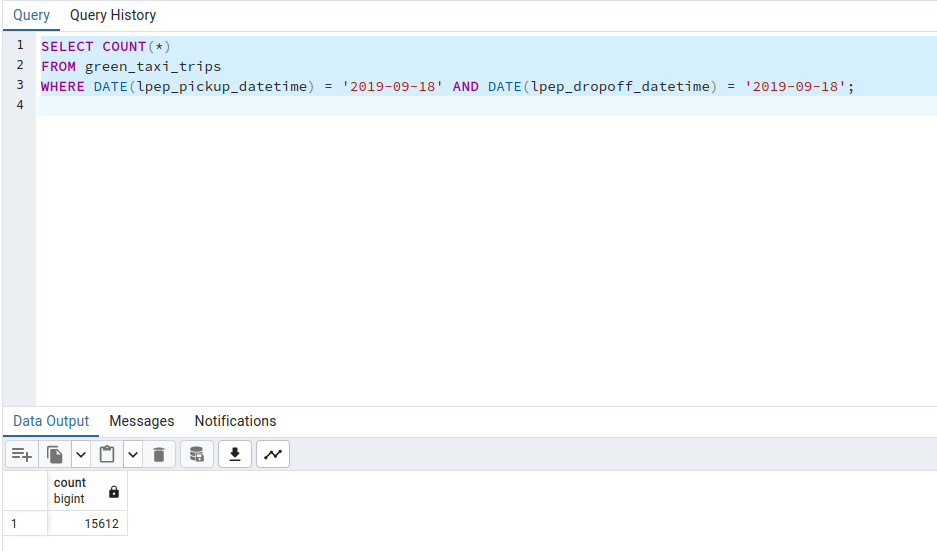 Query Query History
1 SELECT COUNT(*)
2 FROM green_taxi_trips
3 WHERE DATE(lpep_pickup_datetime) = '2019-09-18' AND DATE(lpep_dropoff_datetime) = '2019-09-18';
4
Data Output Messages Notifications
count
bigint
1 15612